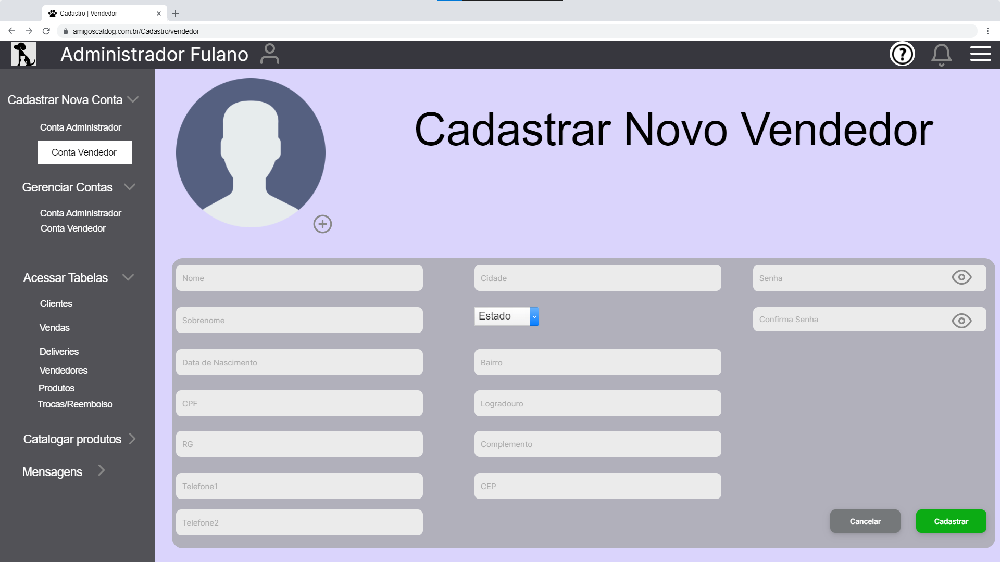 Cadastro | Vendedor
amigoscatdog.com.br/Cadastro/vendedor
Administrador Fulano
?
Cadastrar Nova Conta
Conta Administrador
Conta Vendedor
Gerenciar Contas
Conta Administrador
Conta Vendedor
Acessar Tabelas
Clientes
Vendas
Deliveries
Vendedores
Produtos
Trocas/Reembolso
Catalogar produtos
Mensagens
Cadastrar Novo Vendedor
Nome
Sobrenome
Data de Nascimento
CPF
RG
Telefone1
Telefone2
Cidade
Estado
Bairro
Logradouro
Complemento
CEP
Senha
Confirma Senha
Cancelar
Cadastrar